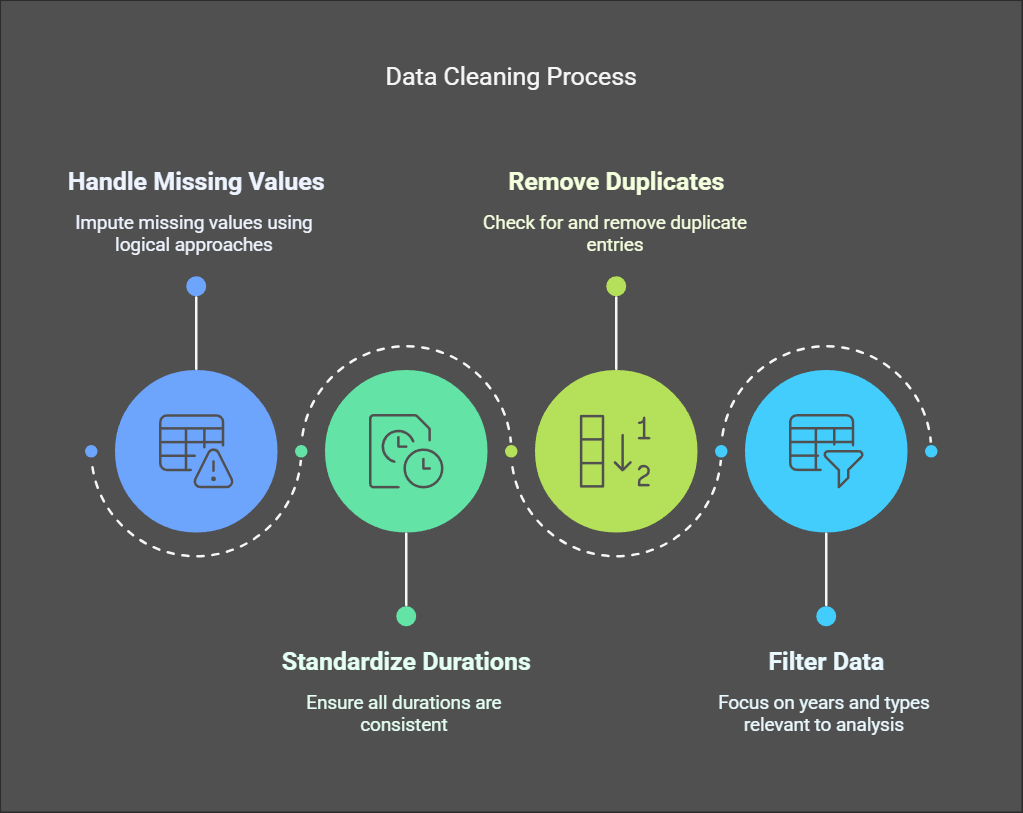 Data Cleaning Process
Handle Missing Values
Impute missing values using
logical approaches
Standardize Durations
Ensure all durations are
consistent
Remove Duplicates
Check for and remove duplicate
entries
1
2
Filter Data
Focus on years and types
relevant to analysis